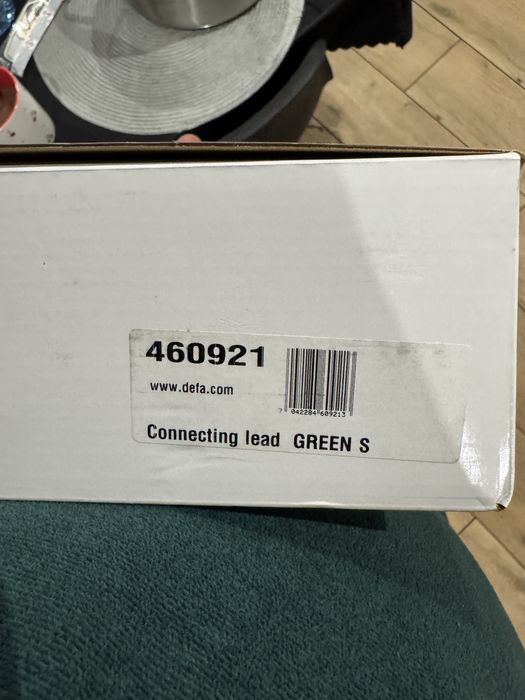 460921
www.defa.com
7 042284 609213
Connecting lead GREEN S